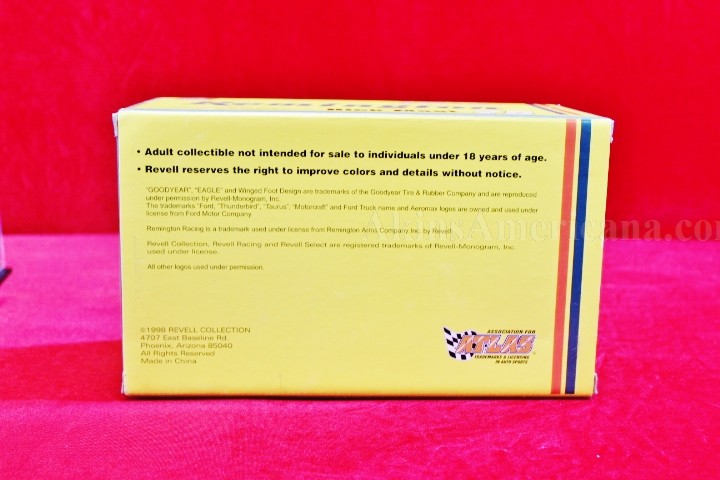 Remington
Rich Bickle
• Adult collectible not intended for sale to individuals under 18 years of age.
• Revell reserves the right to improve colors and details without notice.
"GOODYEAR", "EAGLE" and Winged Foot Design are trademarks of the Goodyear Tire & Rubber Company and are reproduced
under permission by Revell-Monogram, Inc.
The trademarks "Ford, "Thunderbird", "Taurus", "Motorcraft" and Ford Truck name and Aeromax logos are owned and used under
license from Ford Motor Company.
Remington Racing is a trademark used under license from Remington Arms Company Inc. by Revell.
Revell Collection, Revell Racing and Revell Select are registered trademarks of Revell-Monogram, Inc.
used under license.
All other logos used under permission.
©1998 REVELL COLLECTION
4707 East Baseline Rd.
Phoenix, Arizona 85040
All Rights Reserved
Made in China
ASSOCIATION FOR
ATLAS
TRADEMARKS & LICENSING
IN AUTO SPORTS
AlansAmericana.com